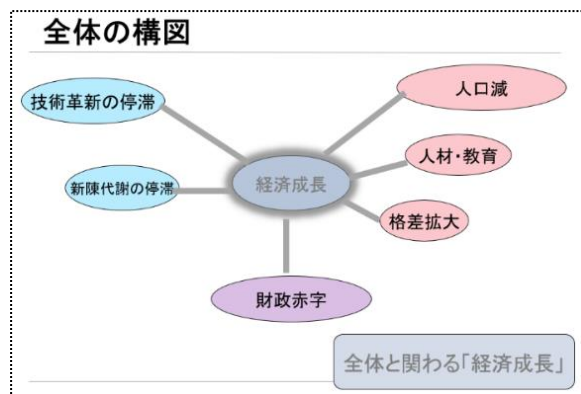 全体の構図
技術革新の停滞
人口減
人材・教育
新陳代謝の停滞
経済成長
格差拡大
財政赤字
全体と関わる「経済成長」